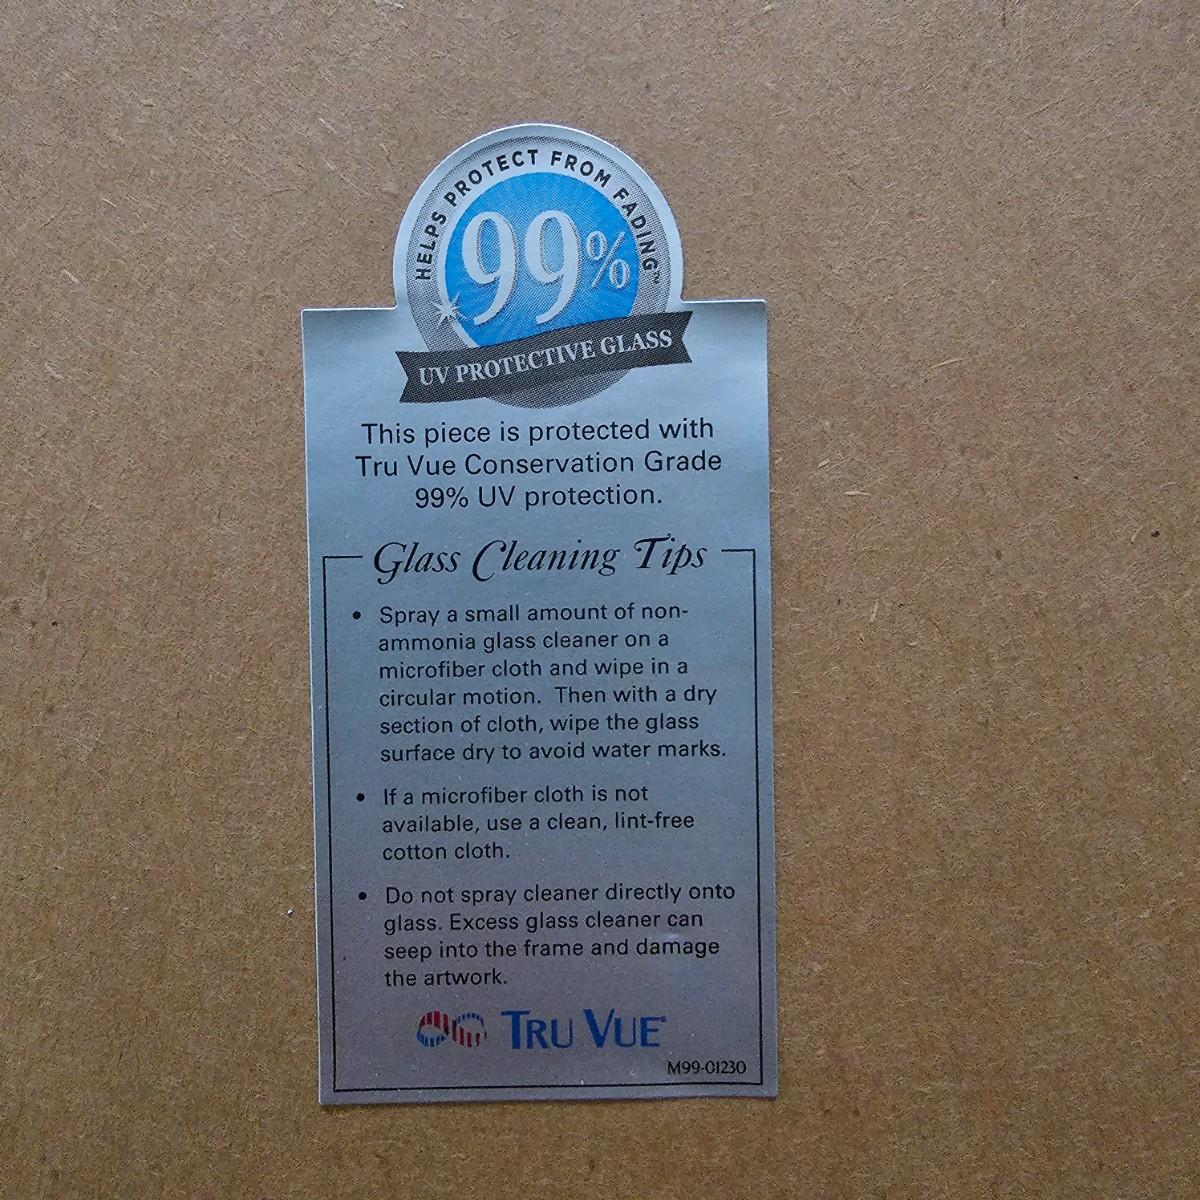 HELPS PROTECT FROM FADING™
99%
UV PROTECTIVE GLASS
This piece is protected with
Tru Vue Conservation Grade
99% UV protection.
Glass Cleaning Tips
• Spray a small amount of non-
ammonia glass cleaner on a
microfiber cloth and wipe in a
circular motion. Then with a dry
section of cloth, wipe the glass
surface dry to avoid water marks.
• If a microfiber cloth is not
available, use a clean, lint-free
cotton cloth.
• Do not spray cleaner directly onto
glass. Excess glass cleaner can
seep into the frame and damage
the artwork.
TRU VUE®
M99-01230